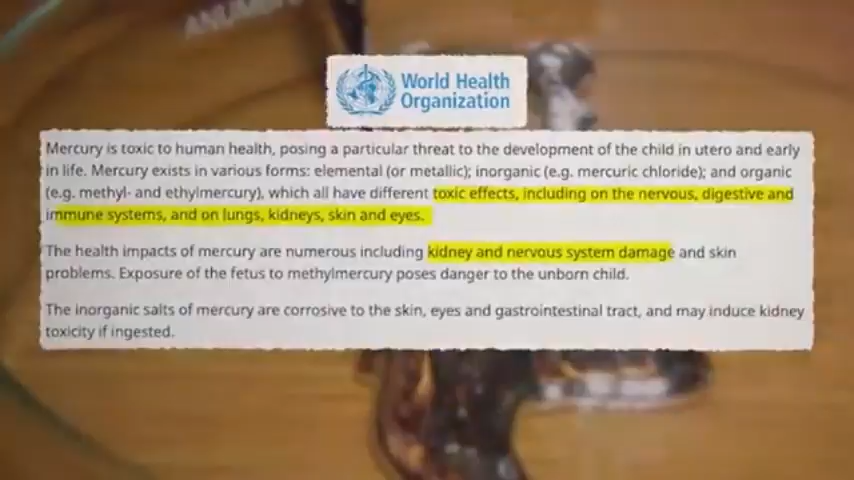 World Health
Organization
Mercury is toxic to human health, posing a particular threat to the development of the child in utero and early
in life. Mercury exists in various forms: elemental (or metallic); inorganic (e.g. mercuric chloride); and organic
(e.g. methyl- and ethylmercury), which all have different toxic effects, including on the nervous, digestive and
immune systems, and on lungs, kidneys, skin and eyes.
The health impacts of mercury are numerous including kidney and nervous system damage and skin
problems. Exposure of the fetus to methylmercury poses danger to the unborn child.
The inorganic salts of mercury are corrosive to the skin, eyes and gastrointestinal tract, and may induce kidney
toxicity if ingested.